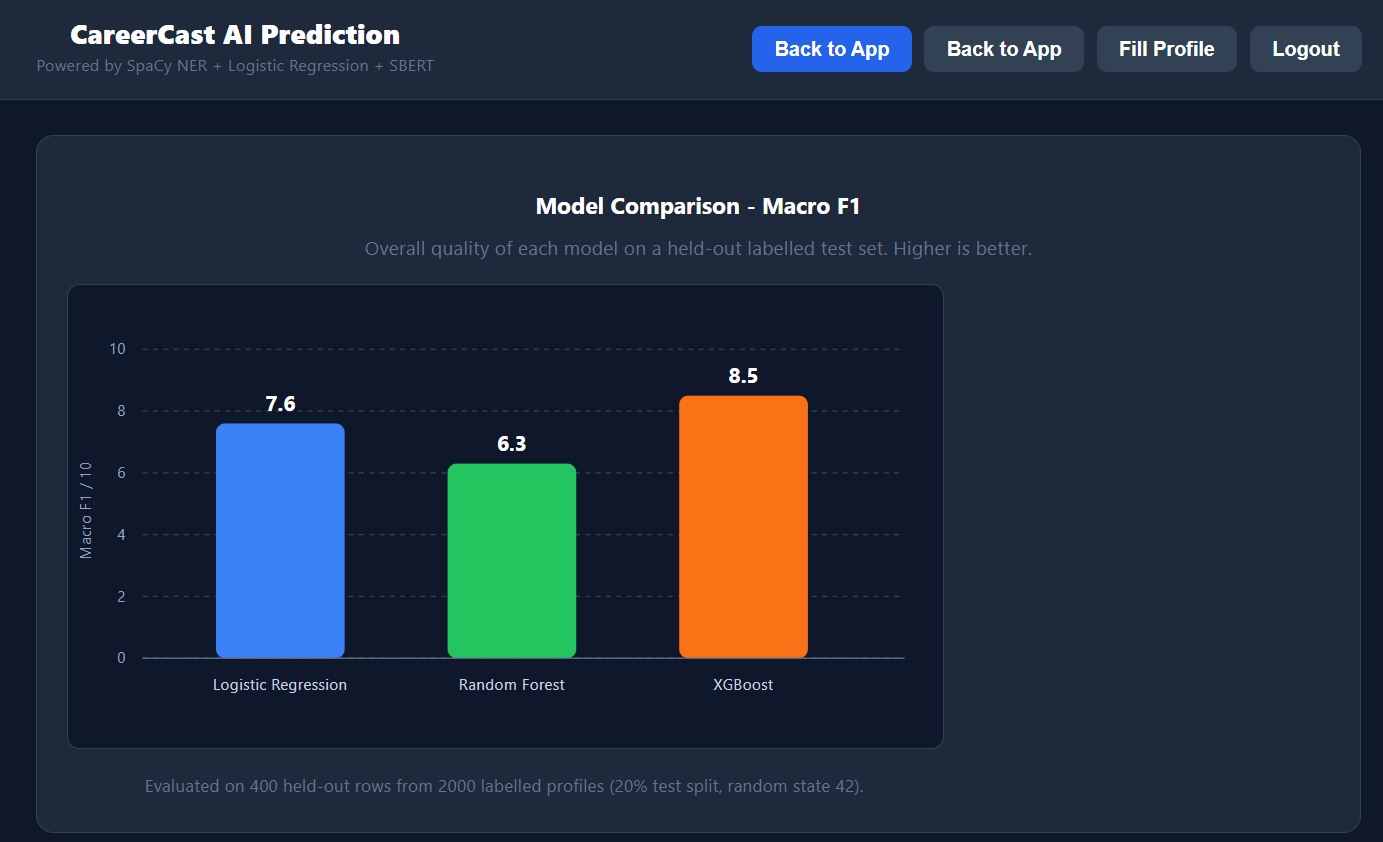 CareerCast AI Prediction
Powered by SpaCy NER + Logistic Regression + SBERT
Back to App
Back to App
Fill Profile
Logout
Model Comparison - Macro F1
Overall quality of each model on a held-out labelled test set. Higher is better.
Macro F1 / 10
10
8
6
4
2
0
7.6
6.3
8.5
Logistic Regression
Random Forest
XGBoost
Evaluated on 400 held-out rows from 2000 labelled profiles (20% test split, random state 42).